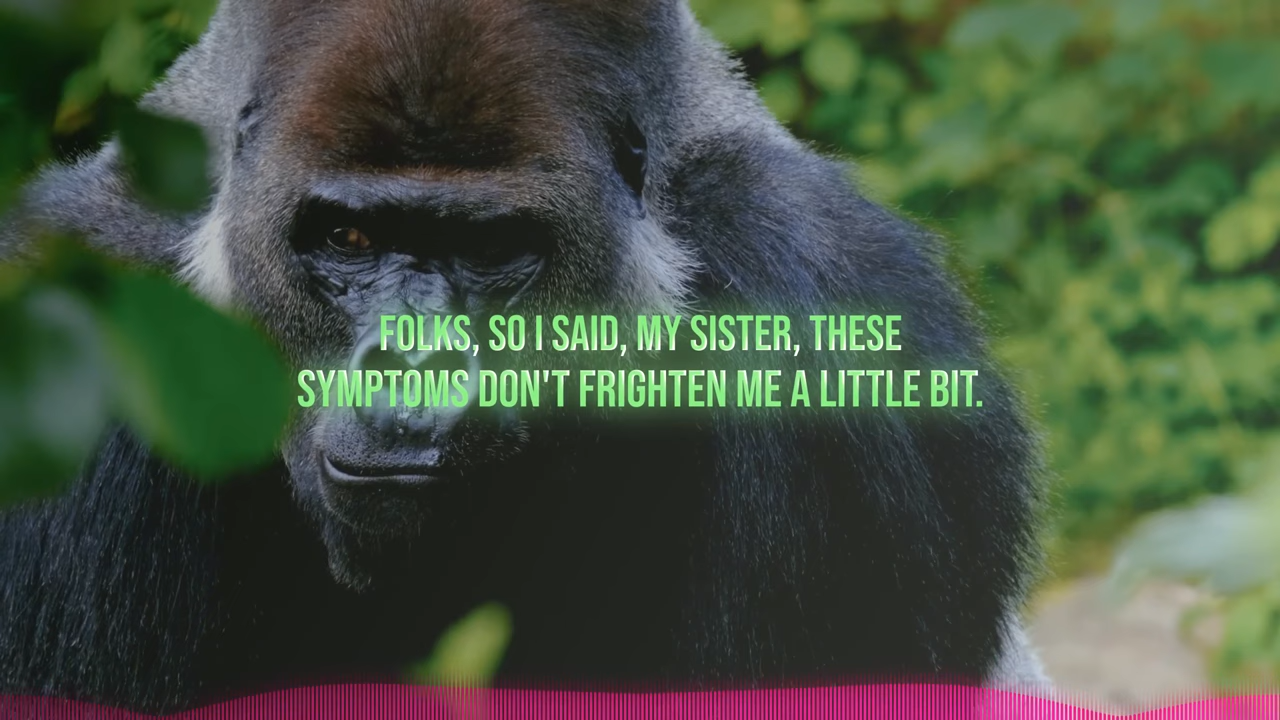 FOLKS, SO I SAID, MY SISTER, THESE
SYMPTOMS DON'T FRIGHTEN ME A LITTLE BIT.